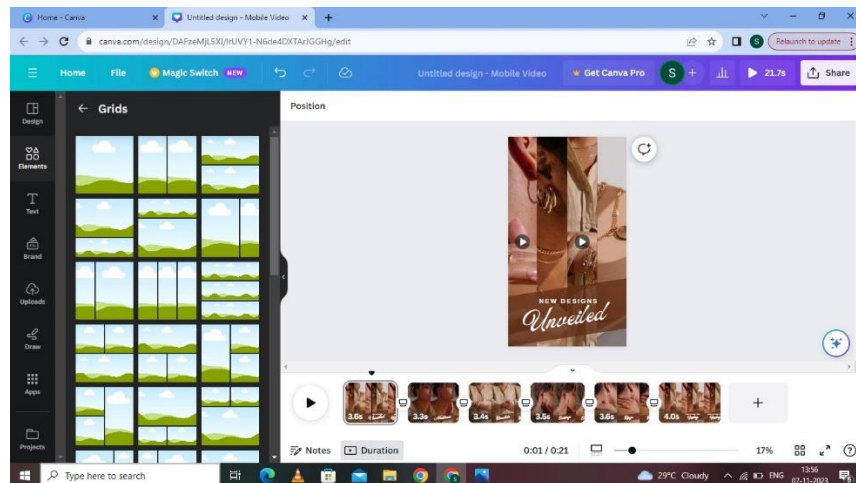 Home - Canva
Untitled design - Mobile Video
canva.com/design/DAFzeMjL5XI/IrUVY1-N6de4DXTArJGGHg/edit
S
Relaunch to update
Home
File
Magic Switch NEW
Untitled design - Mobile Video
Get Canva Pro
S
21.7s
Share
Design
Elements
Text
Brand
Uploads
Draw
Apps
Projects
Grids
Position
NEW DESIGNS
Unveiled
3.6s
3.3s
3.4s
3.5s
3.6s
4.0s
Notes
Duration
0:01 / 0:21
17%
Type here to search
29°C Cloudy
ENG
13:56
07-11-2023